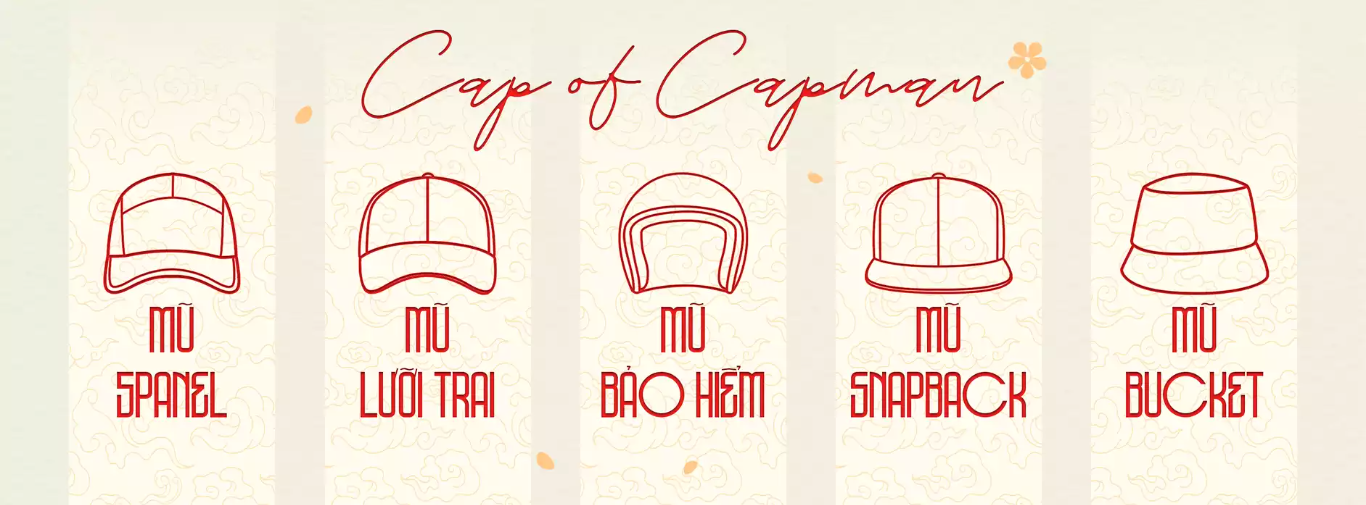 Cap of Capman
MŨ
5PANEL
MŨ
LƯỠI TRAI
MŨ
BẢO HIỂM
MŨ
SNAPBACK
MŨ
BUCKET